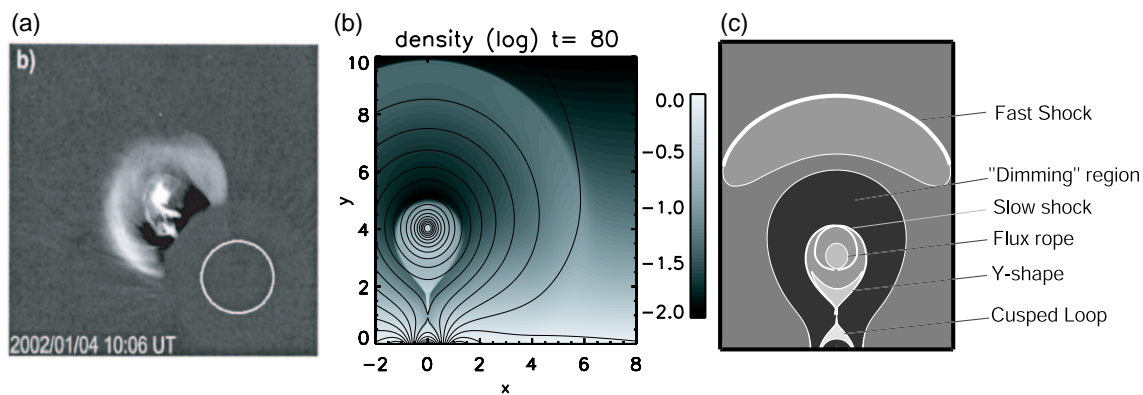 (a)
b)
2002/01/04 10:06 UT
(b)
density (log) t= 80
10
8
6
4
2
0
y
−2
0
2
4
6
8
x
0.0
−0.5
−1.0
−1.5
−2.0
(c)
Fast Shock
"Dimming" region
Slow shock
Flux rope
Y-shape
Cusped Loop